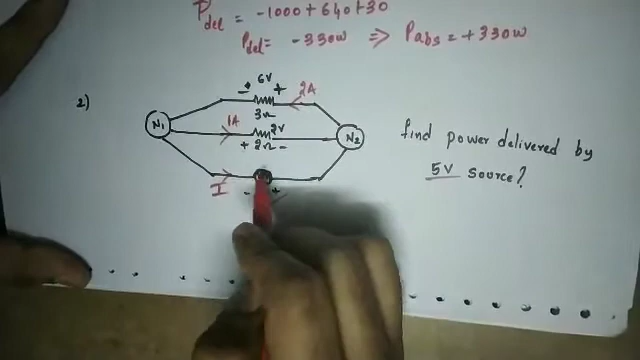 Pdel = -1000+640+30
Pdel = -330W => Pabs = +330W
2)
- 6V +
2A
3Ω
N1
1A
2V
+ 2Ω -
N2
I
- +
find power delivered by
5V source?